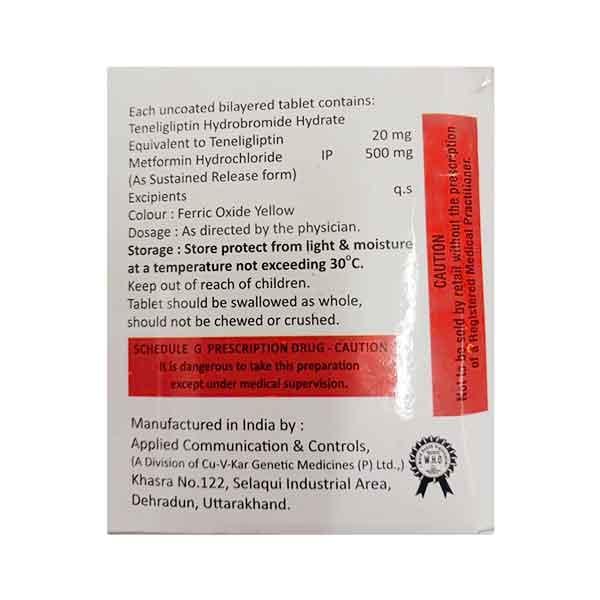 Each uncoated bilayered tablet contains:
Teneligliptin Hydrobromide Hydrate
Equivalent to Teneligliptin 20 mg
Metformin Hydrochloride IP 500 mg
(As Sustained Release form)
Excipients q.s
Colour : Ferric Oxide Yellow
Dosage : As directed by the physician.
Storage : Store protect from light & moisture
at a temperature not exceeding 30°C.
Keep out of reach of children.
Tablet should be swallowed as whole,
should not be chewed or crushed.
SCHEDULE G PRESCRIPTION DRUG - CAUTION :
It is dangerous to take this preparation
except under medical supervision.
CAUTION
Not to be sold by retail without the prescription
of a Registered Medical Practitioner.
Manufactured in India by :
Applied Communication & Controls,
(A Division of Cu-V-Kar Genetic Medicines (P) Ltd.,)
Khasra No.122, Selaqui Industrial Area,
Dehradun, Uttarakhand.
W.H.O